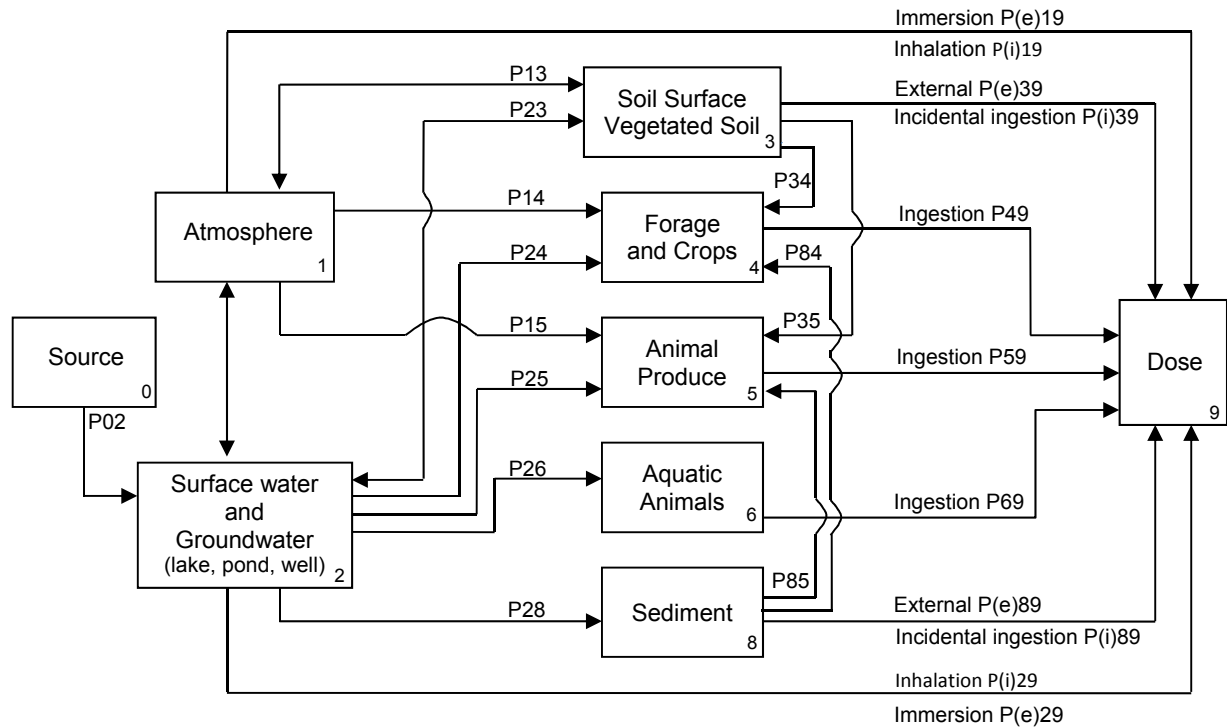 Immersion P(e)19
Inhalation P(i)19
P13
Soil Surface
Vegetated Soil
3
External P(e)39
P23
Incidental ingestion P(i)39
P34
P14
Atmosphere
1
Forage
and Crops
4
Ingestion P49
P24
P84
Source
0
P15
Animal
Produce
5
P35
Ingestion P59
Dose
9
P25
P02
Surface water
and
Groundwater
(lake, pond, well)
2
P26
Aquatic
Animals
6
Ingestion P69
P28
Sediment
8
P85
External P(e)89
Incidental ingestion P(i)89
Inhalation P(i)29
Immersion P(e)29